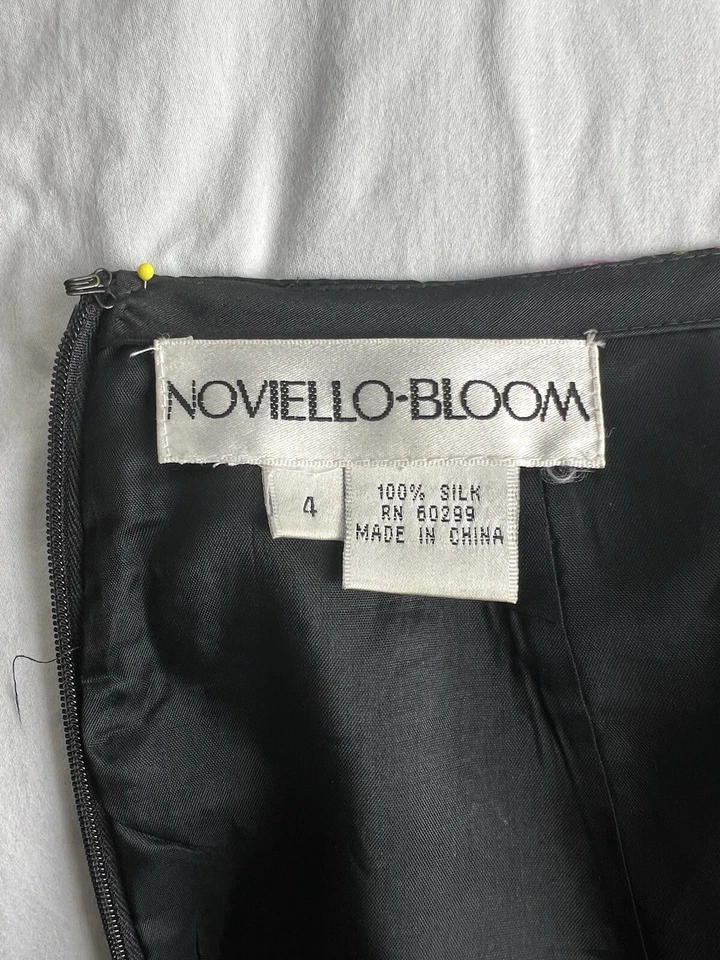 NOVIELLO-BLOOM
4
100% SILK
RN 60299
MADE IN CHINA